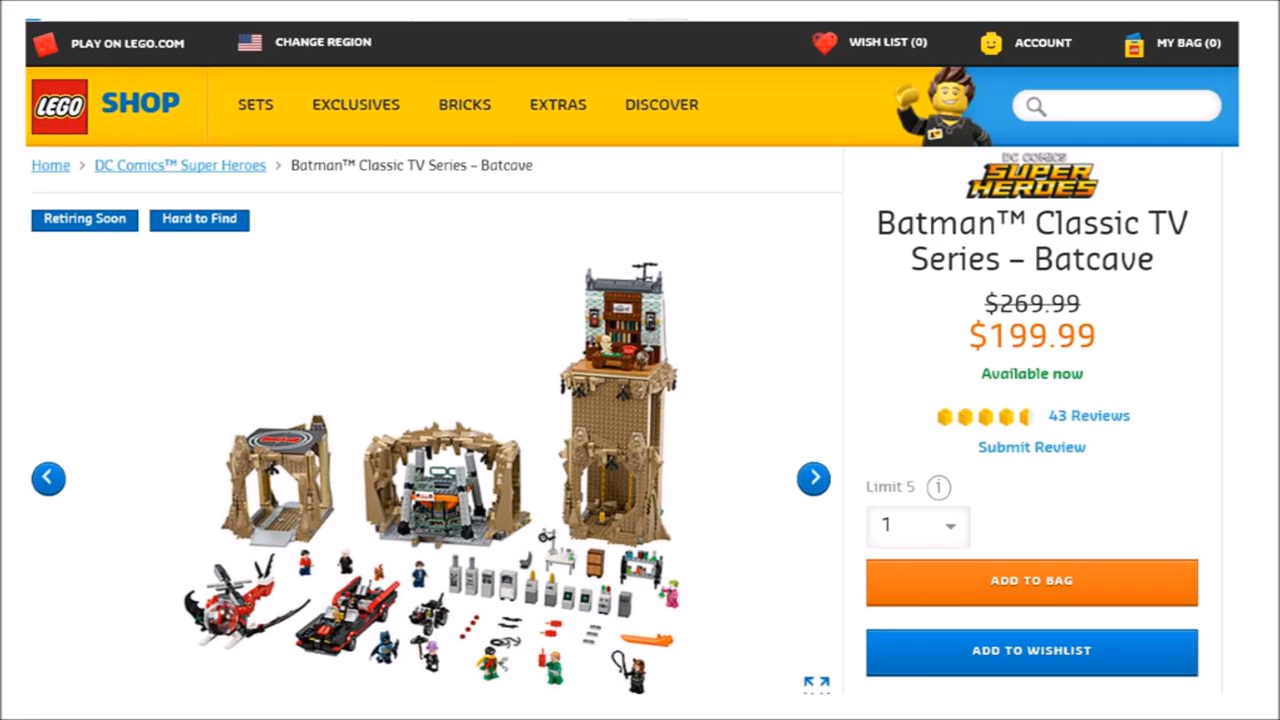 PLAY ON LEGO.COM
CHANGE REGION
WISH LIST (0)
ACCOUNT
MY BAG (0)
LEGO
SHOP
SETS
EXCLUSIVES
BRICKS
EXTRAS
DISCOVER
Home > DC Comics™ Super Heroes > Batman™ Classic TV Series – Batcave
Retiring Soon
Hard to Find
DC COMICS
SUPER
HEROES
Batman™ Classic TV
Series – Batcave
$269.99
$199.99
Available now
43 Reviews
Submit Review
Limit 5
1
ADD TO BAG
ADD TO WISHLIST